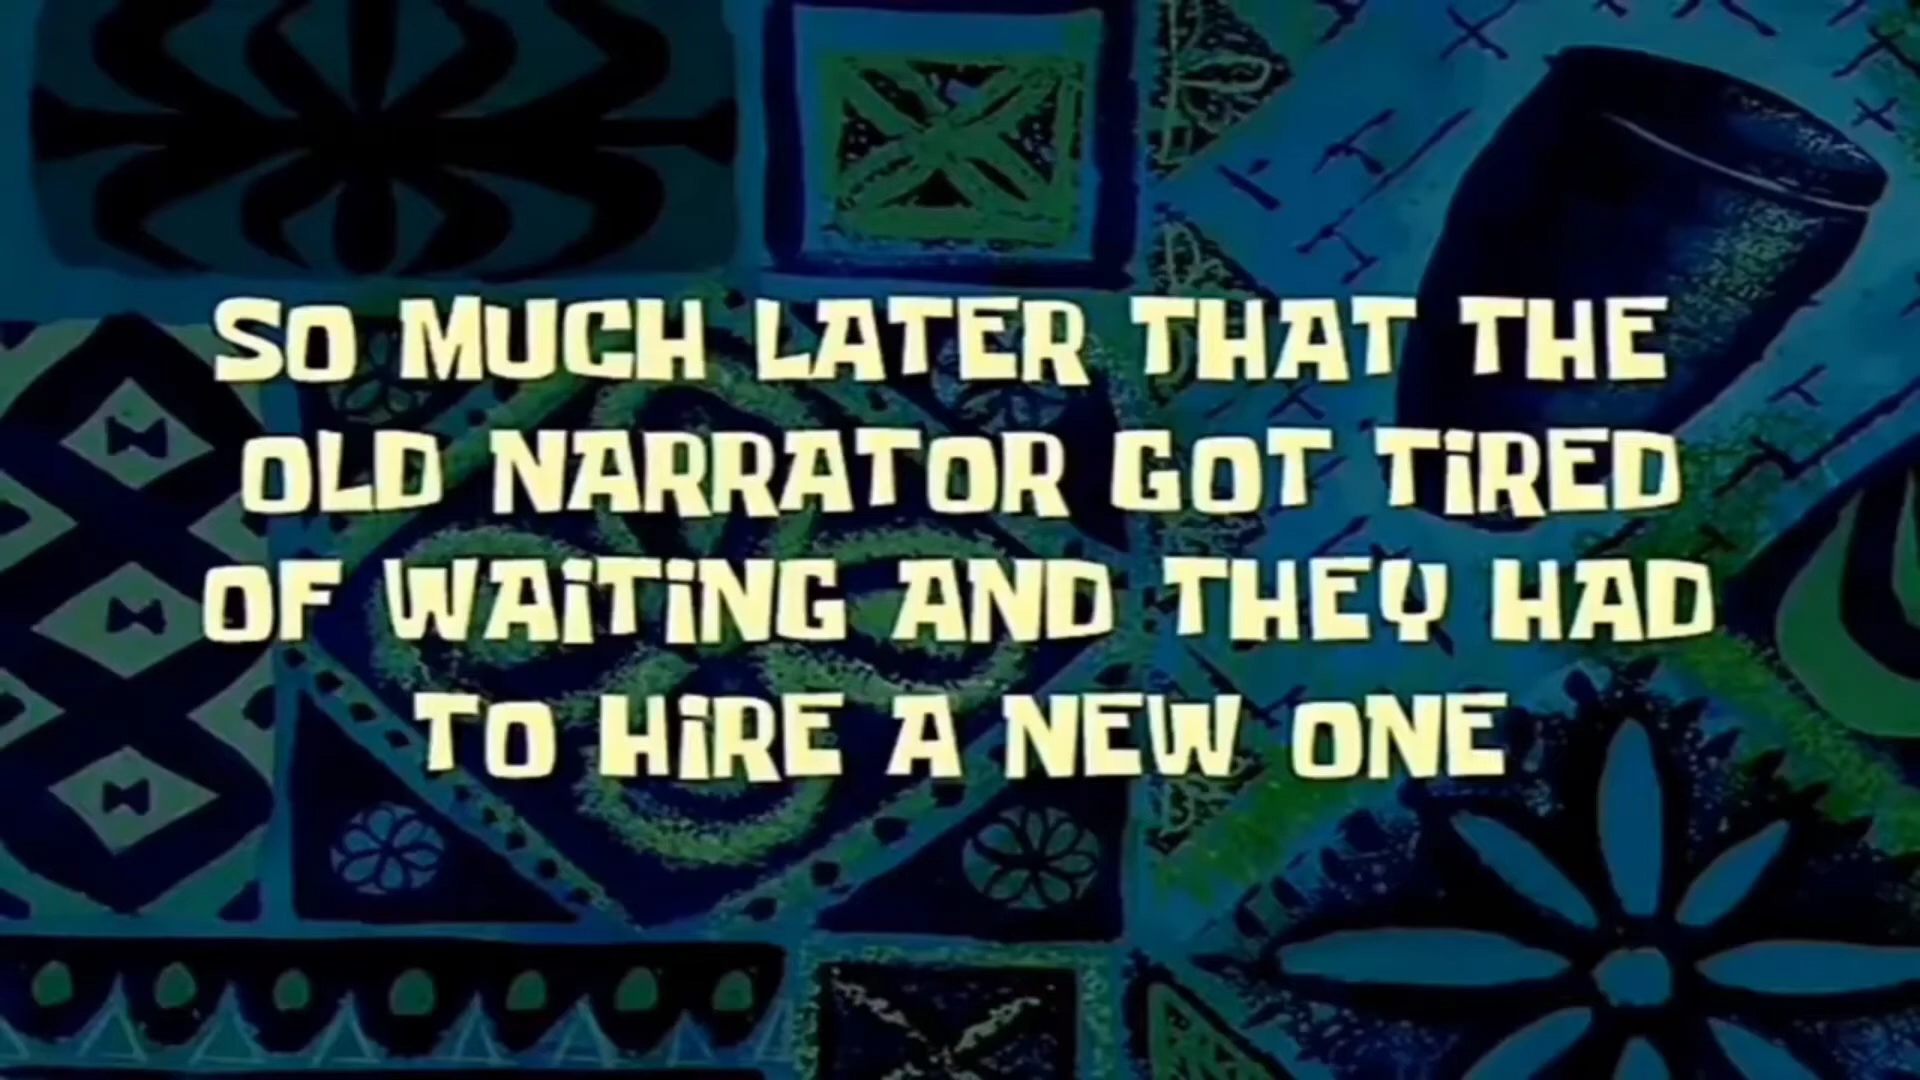 SO MUCH LATER THAT THE
OLD NARRATOR GOT TIRED
OF WAITING AND THEY HAD
TO HIRE A NEW ONE